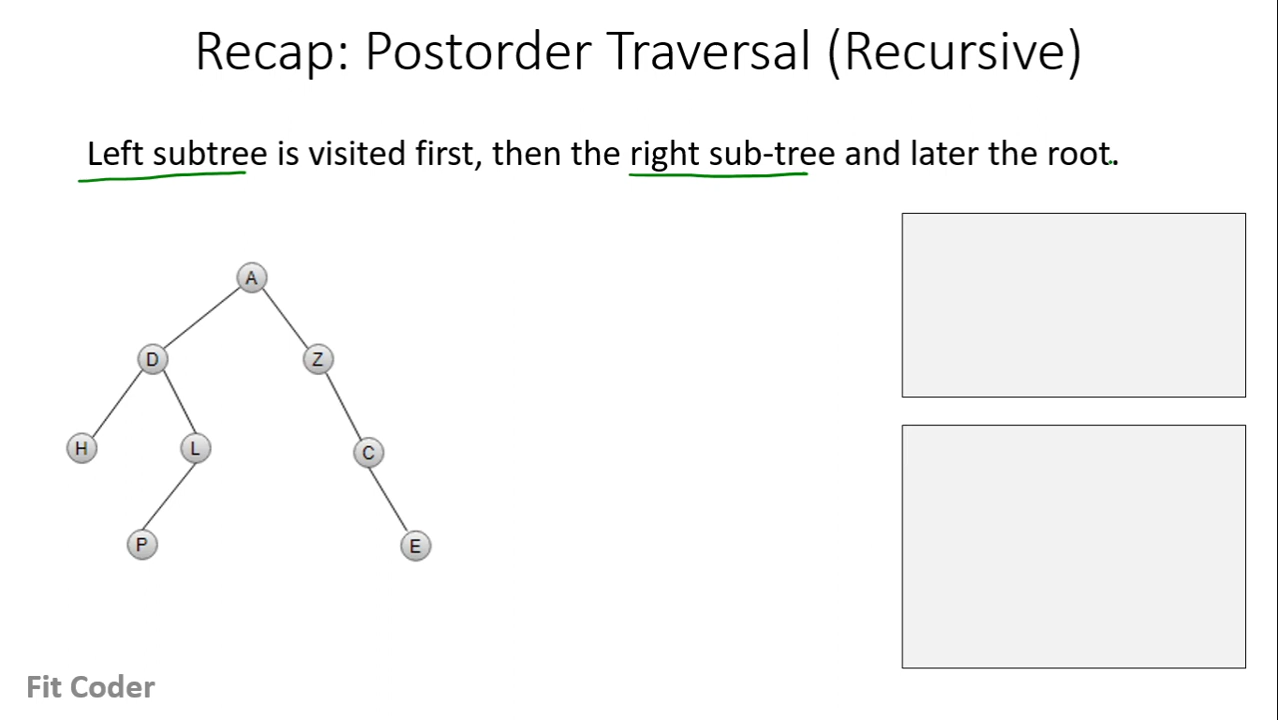 Recap: Postorder Traversal (Recursive)
Left subtree is visited first, then the right sub-tree and later the root.
A
D
Z
H
L
C
P
E
Fit Coder